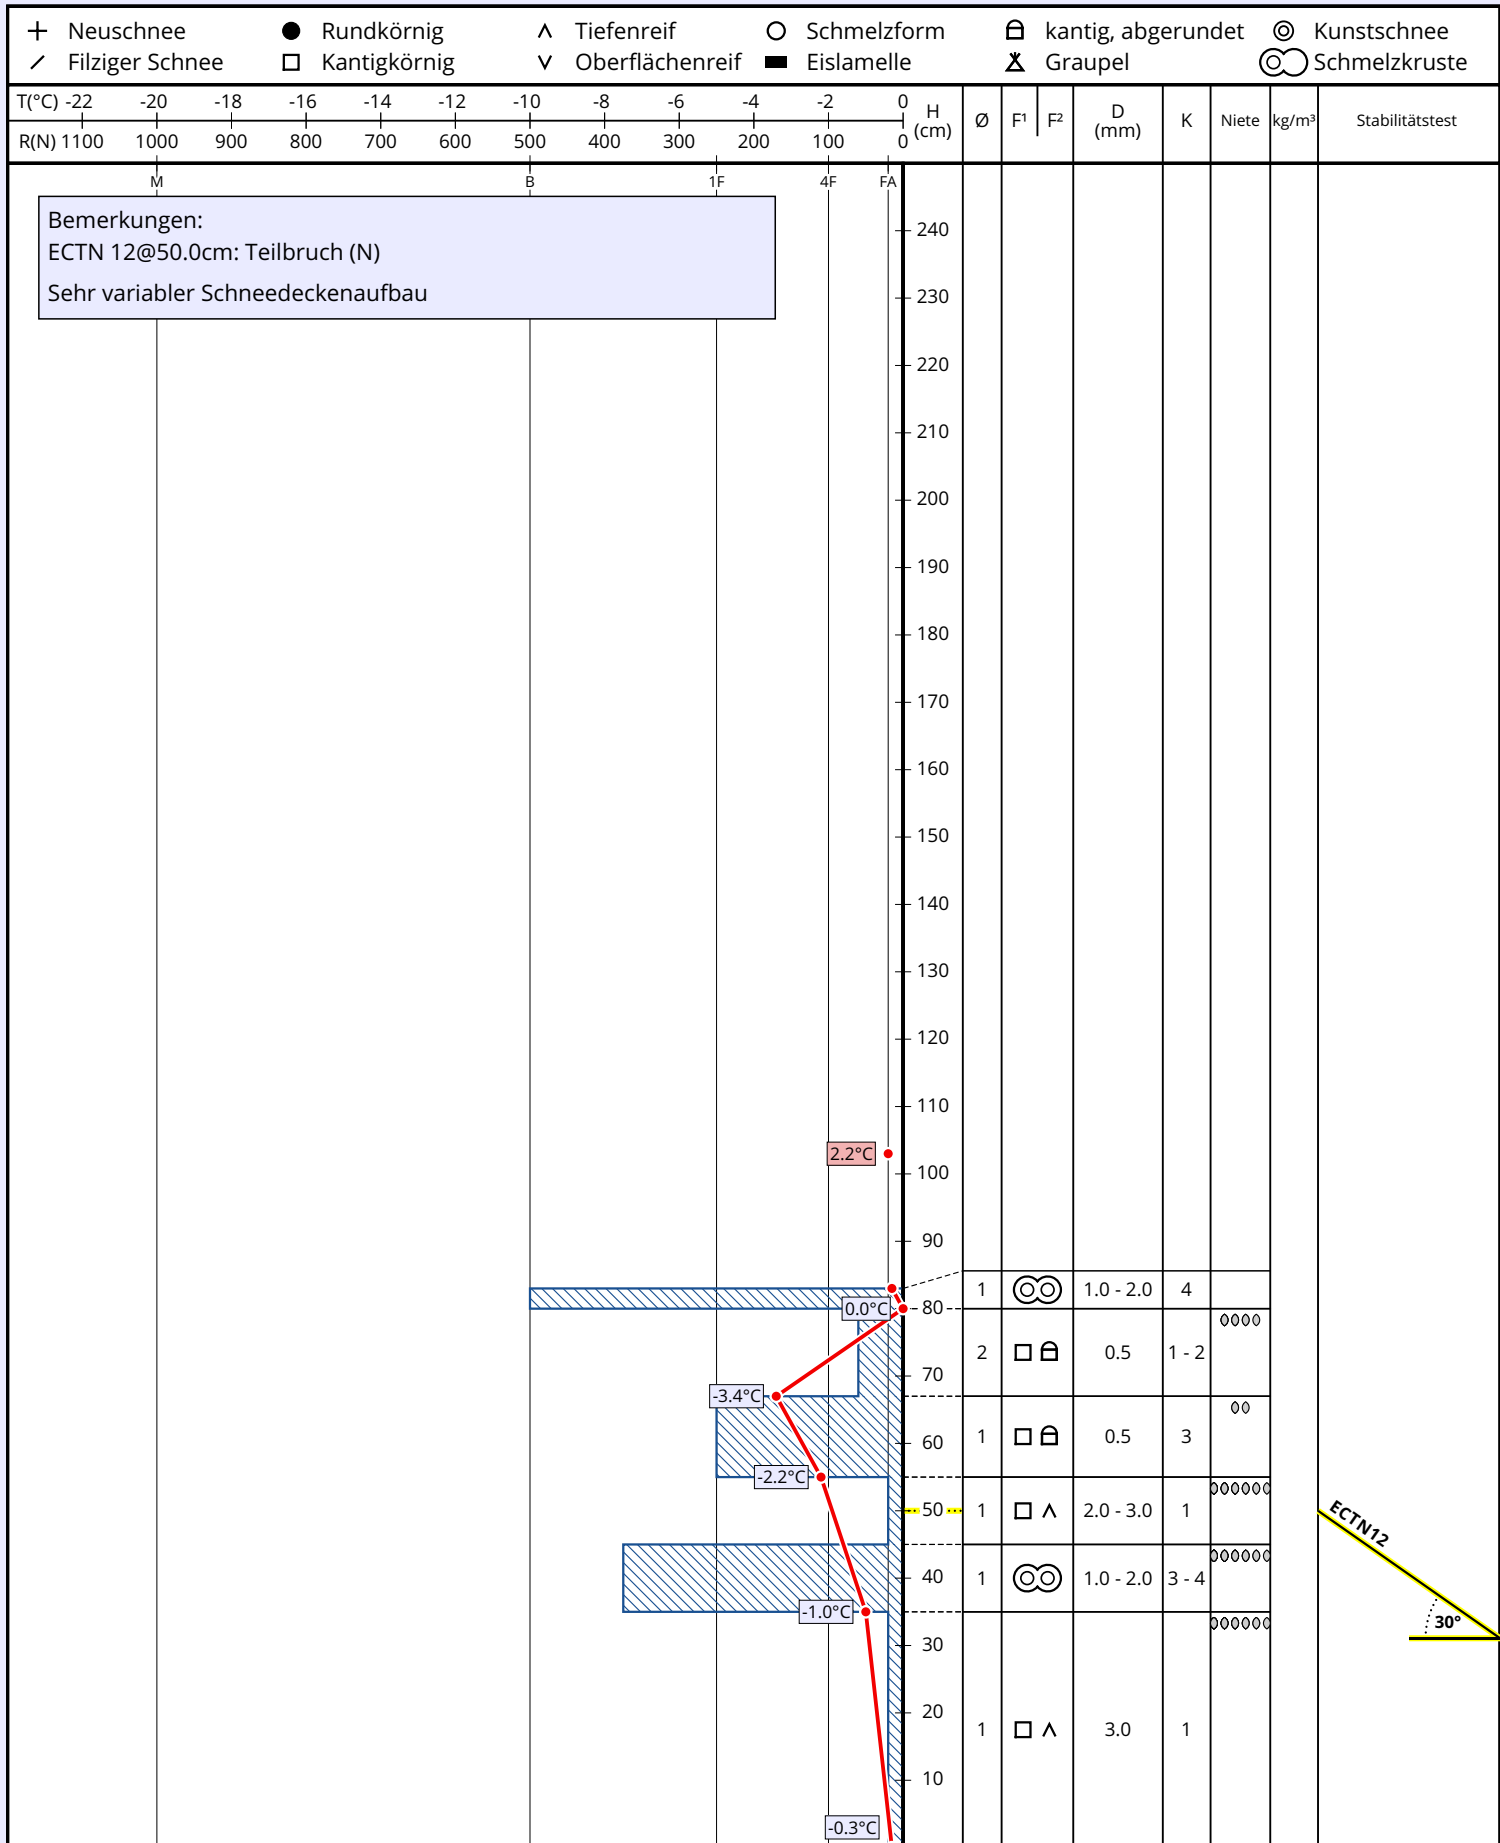 Neuschnee Rundkörnig Tiefenreif Schmelzform kantig, abgerundet Kunstschnee
Filziger Schnee Kantigkörnig Oberflächenreif Eislamelle Graupel Schmelzkruste
T(°C) -22 -20 -18 -16 -14 -12 -10 -8 -6 -4 -2 0
R(N) 1100 1000 900 800 700 600 500 400 300 200 100 0
H (cm) Ø F¹ F² D (mm) K Niete kg/m³ Stabilitätstest
M B 1F 4F FA
Bemerkungen:
ECTN 12@50.0cm: Teilbruch (N)
Sehr variabler Schneedeckenaufbau
240
230
220
210
200
190
180
170
160
150
140
130
120
110
2.2°C
100
90
1 1.0 - 2.0 4
0.0°C 80
2 0.5 1 - 2
70
-3.4°C
60 1 0.5 3
-2.2°C
50 1 2.0 - 3.0 1
ECTN12
40 1 1.0 - 2.0 3 - 4
-1.0°C
30°
30
20
1 3.0 1
10
-0.3°C